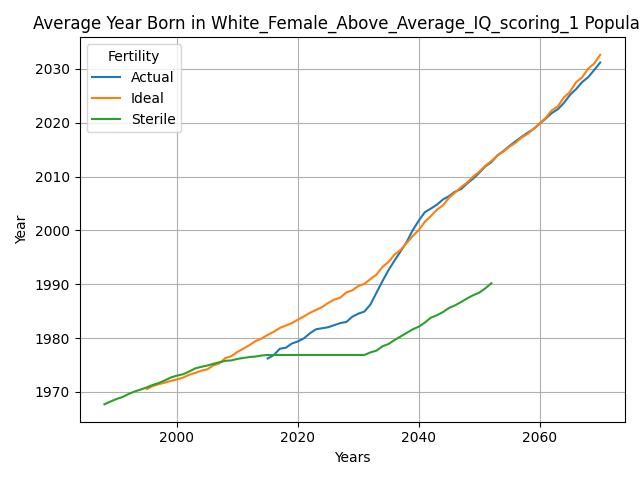 Average Year Born in White_Female_Above_Average_IQ_scoring_1 Popula
Fertility
Actual
Ideal
Sterile
Year
2030
2020
2010
2000
1990
1980
1970
2000 2020 2040 2060
Years